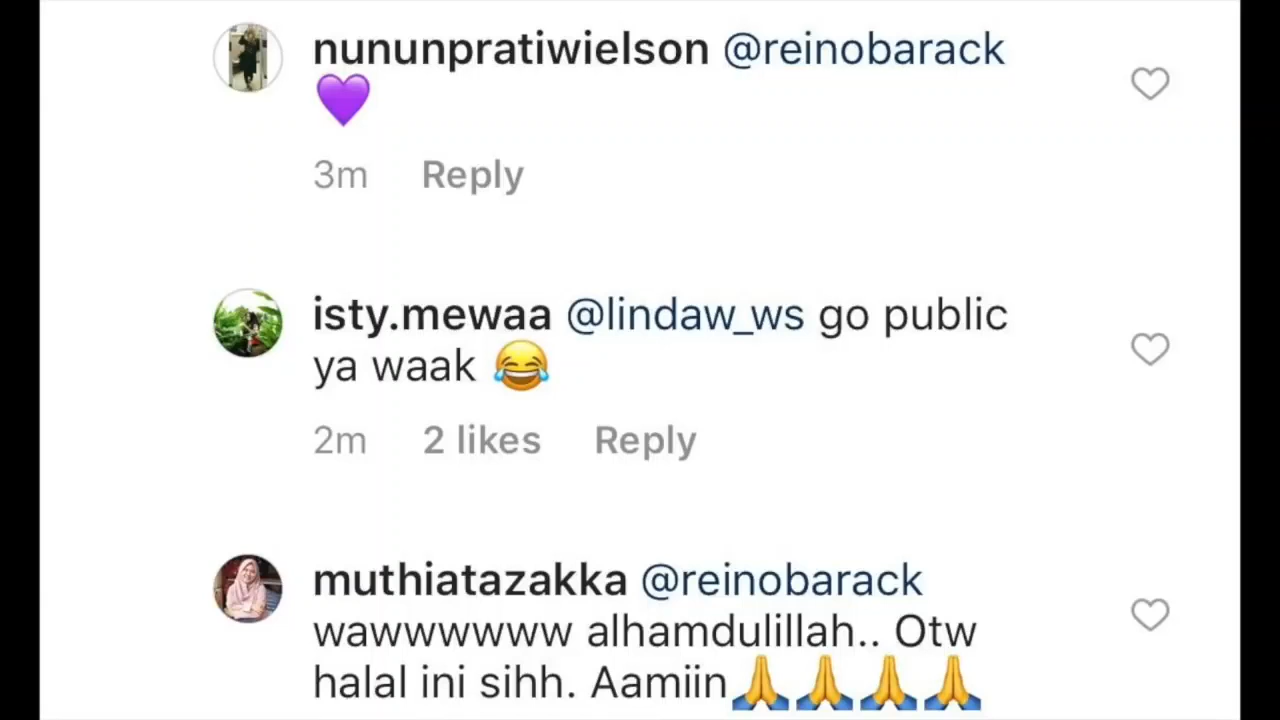 nununpratiwielson @reinobarack
💜
3m Reply
isty.mewaa @lindaw_ws go public
ya waak 😂
2m 2 likes Reply
muthiatazakka @reinobarack
wawwwwww alhamdulillah.. Otw
halal ini sihh. Aamiin🙏🙏🙏🙏